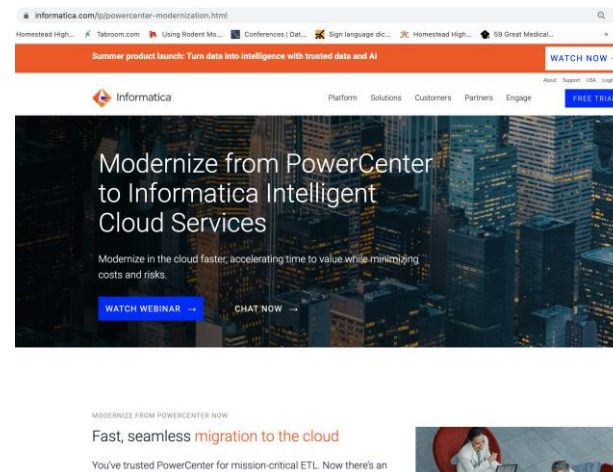 informatica.com/lp/powercenter-modernization.html
Homestead High... Tabroom.com Using Rodent Mo... Conferences | Dat... Sign language dic... Homestead High... 59 Great Medical... »
Summer product launch: Turn data into intelligence with trusted data and AI
WATCH NOW
About Support USA Login
Informatica Platform Solutions Customers Partners Engage FREE TRIA
Modernize from PowerCenter
to Informatica Intelligent
Cloud Services
Modernize in the cloud faster, accelerating time to value while minimizing
costs and risks.
WATCH WEBINAR → CHAT NOW →
MODERNIZE FROM POWERCENTER NOW
Fast, seamless migration to the cloud
You've trusted PowerCenter for mission-critical ETL. Now there's an